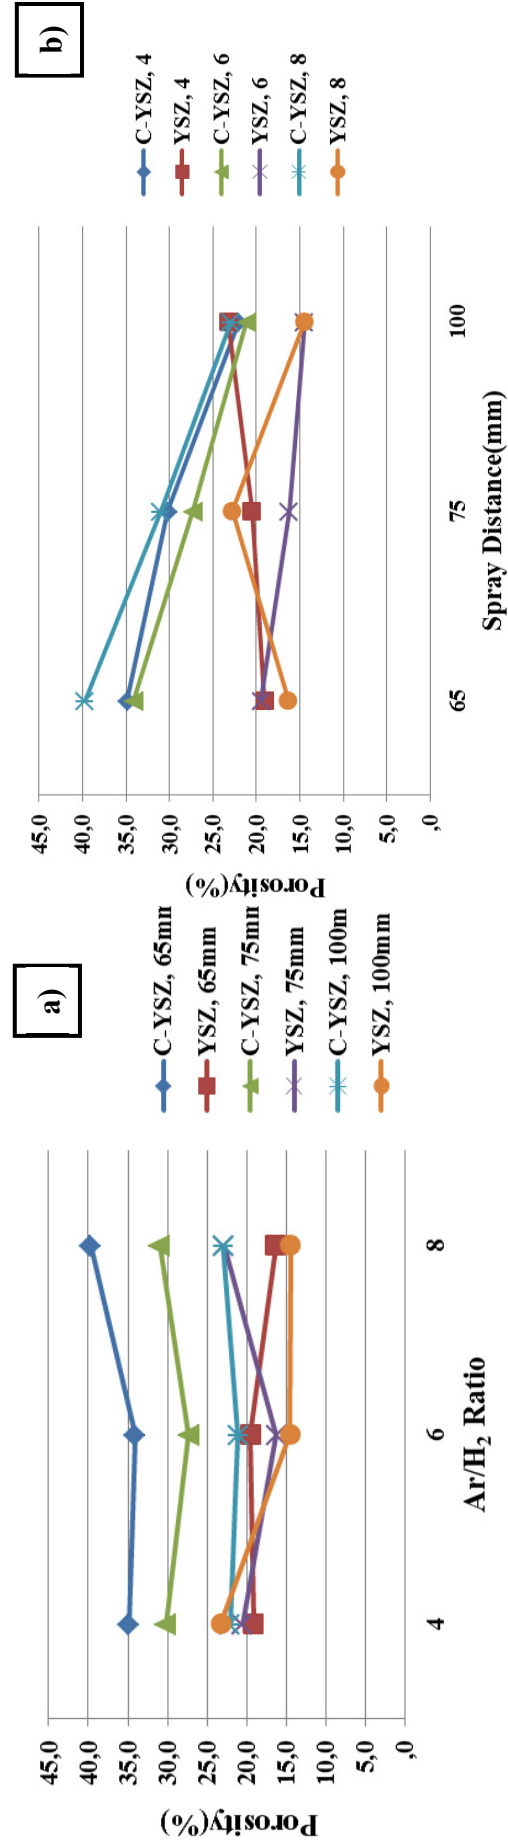 a)
45,0
40,0
35,0
30,0
25,0
20,0
15,0
10,0
5,0
,0
Porosity(%)
4
6
8
Ar/H₂ Ratio
C-YSZ, 65mm
YSZ, 65mm
C-YSZ, 75mm
YSZ, 75mm
C-YSZ, 100m
YSZ, 100mm
b)
45,0
40,0
35,0
30,0
25,0
20,0
15,0
10,0
5,0
,0
Porosity(%)
65
75
100
Spray Distance(mm)
C-YSZ, 4
YSZ, 4
C-YSZ, 6
YSZ, 6
C-YSZ, 8
YSZ, 8